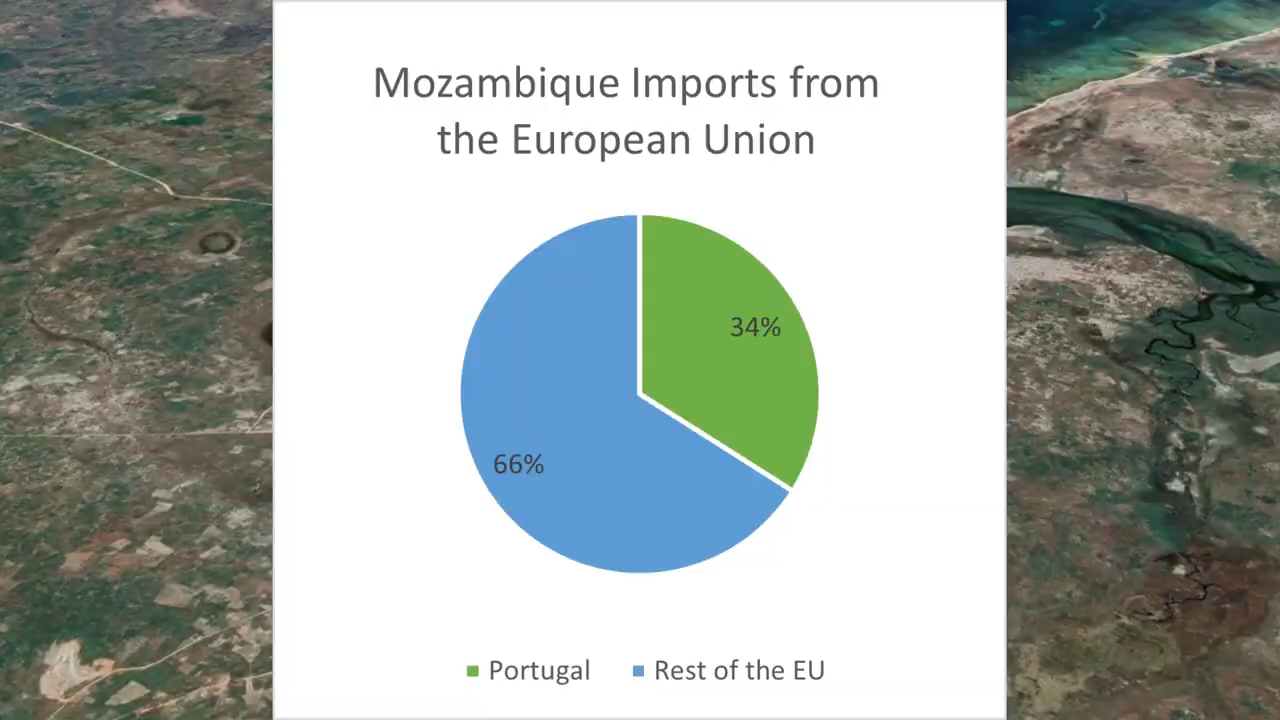 Mozambique Imports from
the European Union
34%
66%
Portugal Rest of the EU